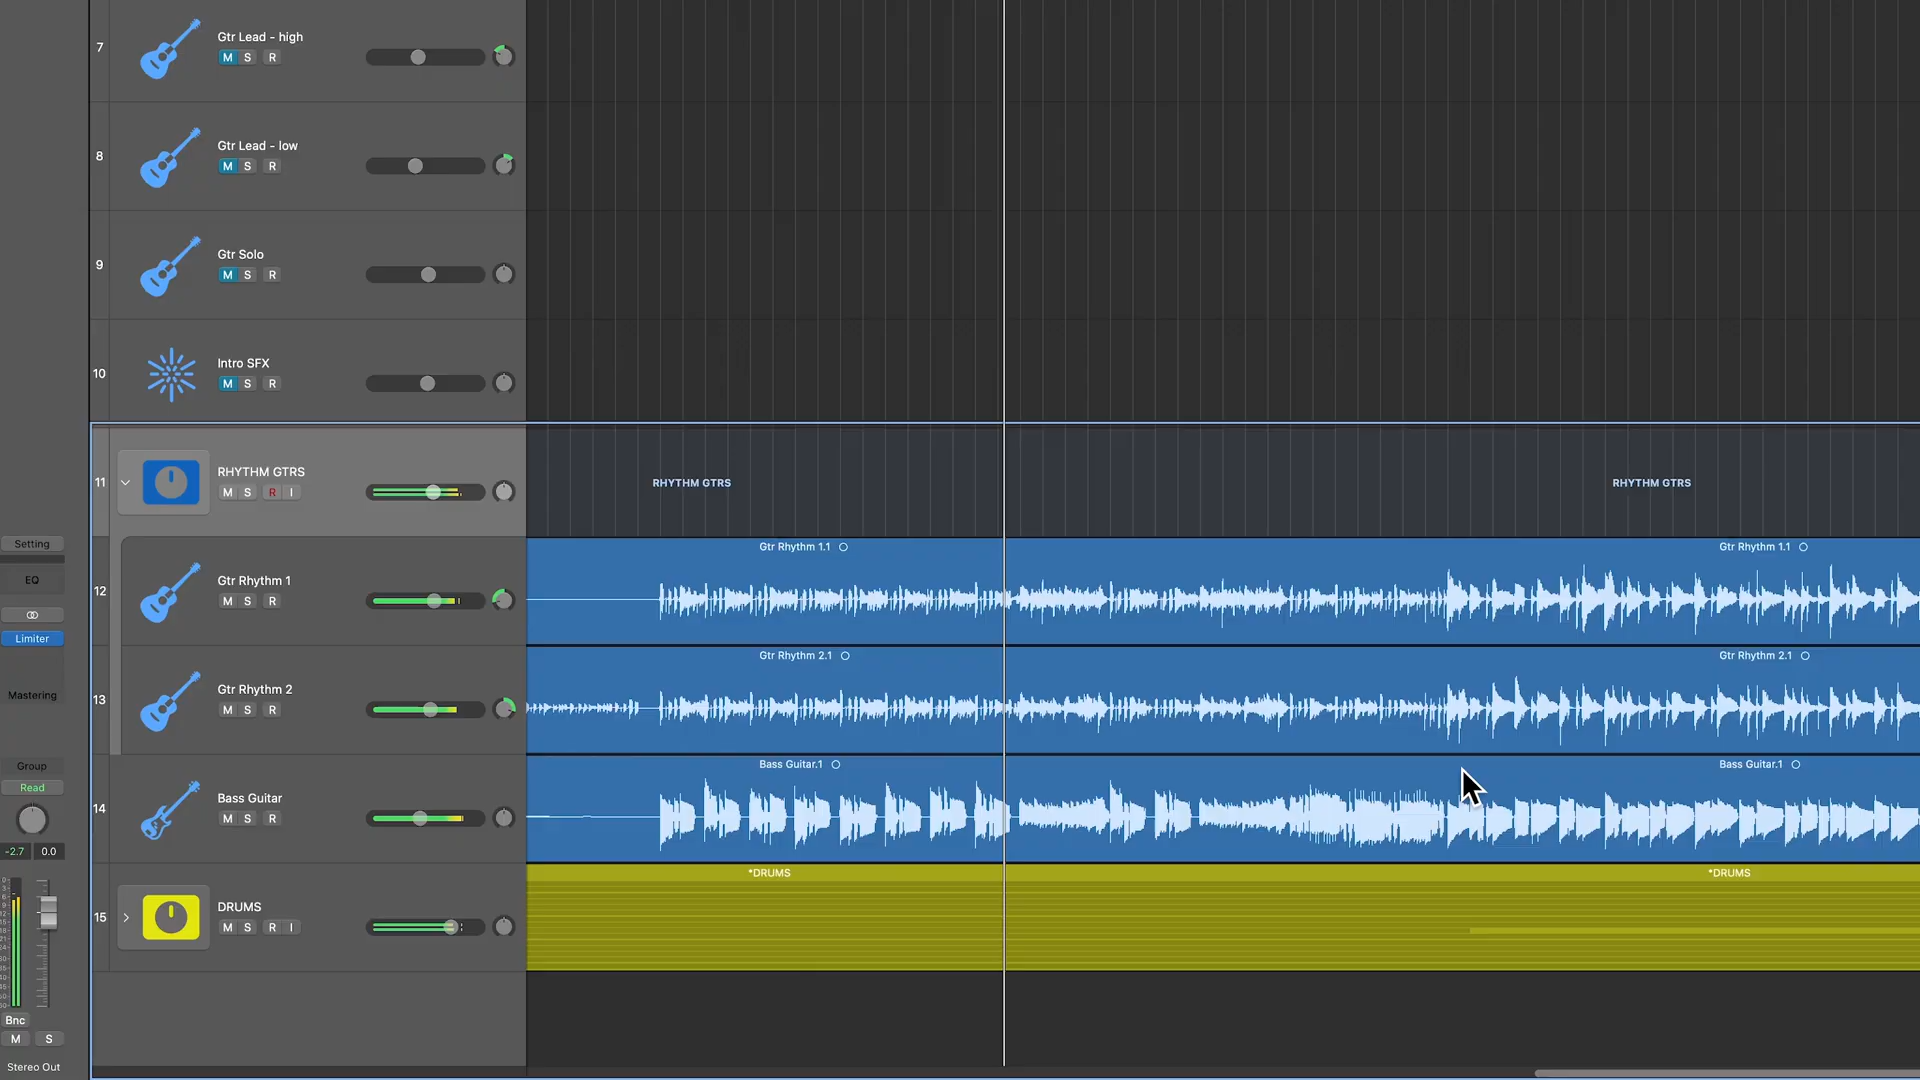 7
Gtr Lead - high
M S R
8
Gtr Lead - low
M S R
9
Gtr Solo
M S R
10
Intro SFX
M S R
11
RHYTHM GTRS
M S R I
RHYTHM GTRS
RHYTHM GTRS
12
Gtr Rhythm 1
M S R
Gtr Rhythm 1.1
Gtr Rhythm 1.1
13
Gtr Rhythm 2
M S R
Gtr Rhythm 2.1
Gtr Rhythm 2.1
14
Bass Guitar
M S R
Bass Guitar.1
Bass Guitar.1
15
DRUMS
M S R I
*DRUMS
*DRUMS
Setting
EQ
Limiter
Mastering
Group
Read
-2.7 0.0
Bnc
M S
Stereo Out